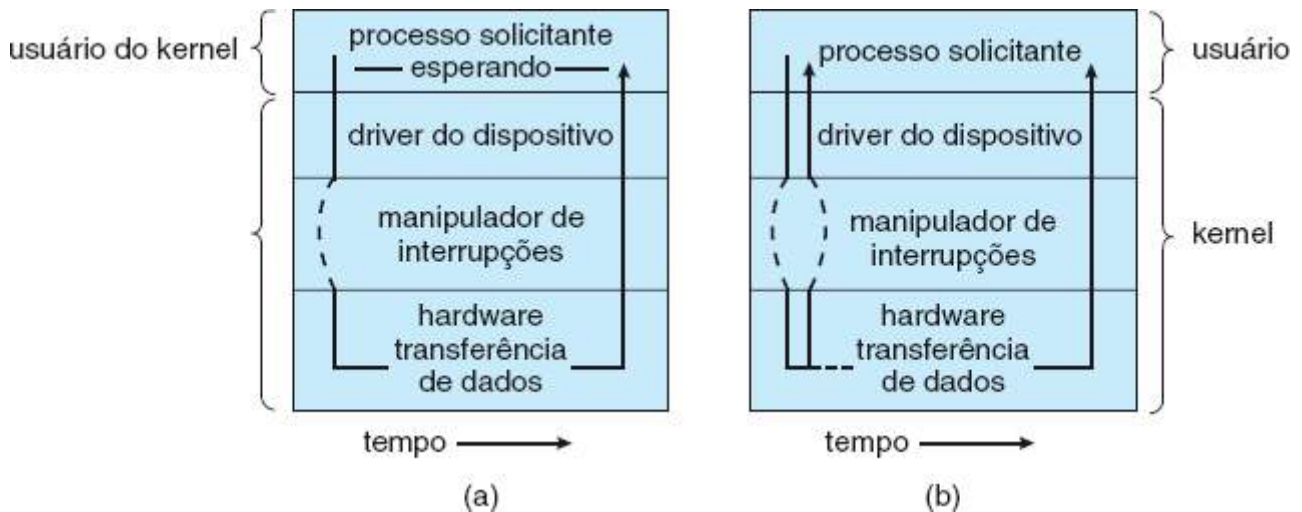 usuário do kernel
processo solicitante
esperando
driver do dispositivo
manipulador de
interrupções
hardware
transferência
de dados
tempo
(a)
processo solicitante
usuário
driver do dispositivo
manipulador de
interrupções
kernel
hardware
transferência
de dados
tempo
(b)